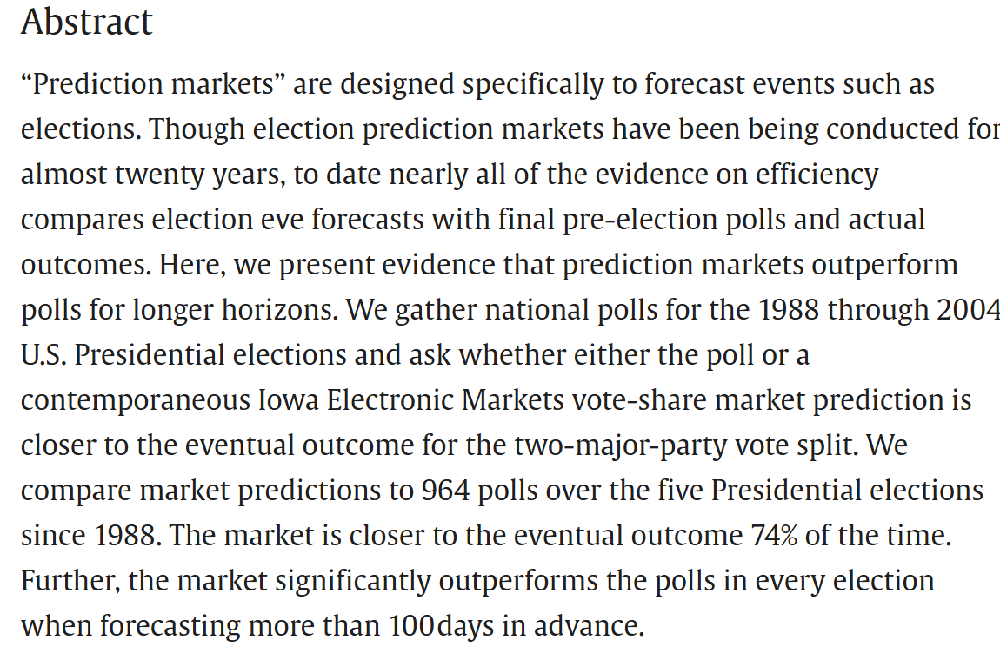 Abstract
“Prediction markets” are designed specifically to forecast events such as
elections. Though election prediction markets have been being conducted for
almost twenty years, to date nearly all of the evidence on efficiency
compares election eve forecasts with final pre-election polls and actual
outcomes. Here, we present evidence that prediction markets outperform
polls for longer horizons. We gather national polls for the 1988 through 2004
U.S. Presidential elections and ask whether either the poll or a
contemporaneous Iowa Electronic Markets vote-share market prediction is
closer to the eventual outcome for the two-major-party vote split. We
compare market predictions to 964 polls over the five Presidential elections
since 1988. The market is closer to the eventual outcome 74% of the time.
Further, the market significantly outperforms the polls in every election
when forecasting more than 100 days in advance.